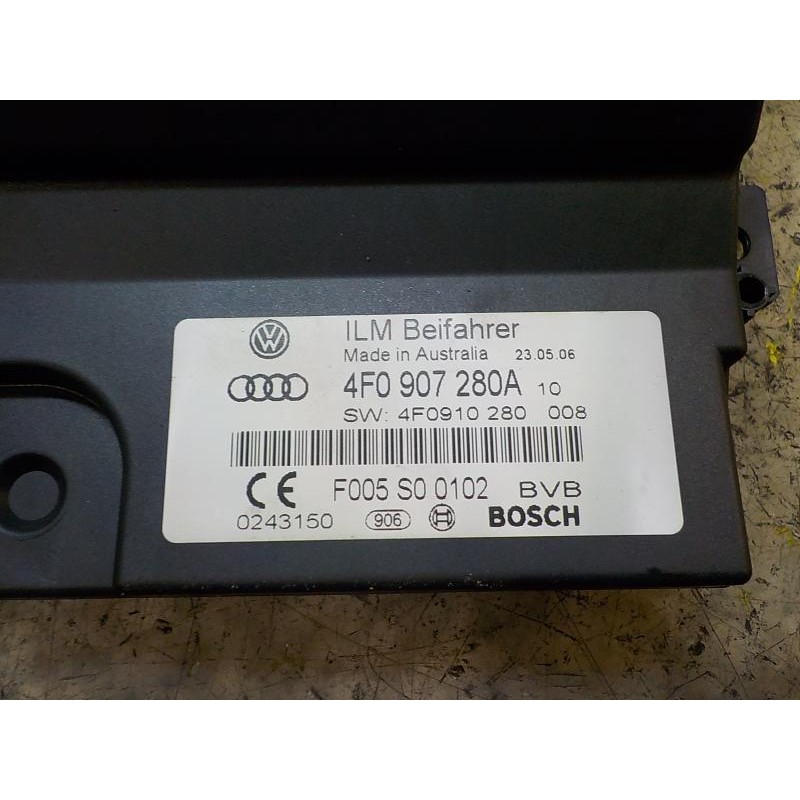 ILM Beifahrer
Made in Australia 23.05.06
4F0 907 280A 10
SW: 4F0910 280 008
CE F005 S0 0102 BVB
0243150 906 BOSCH